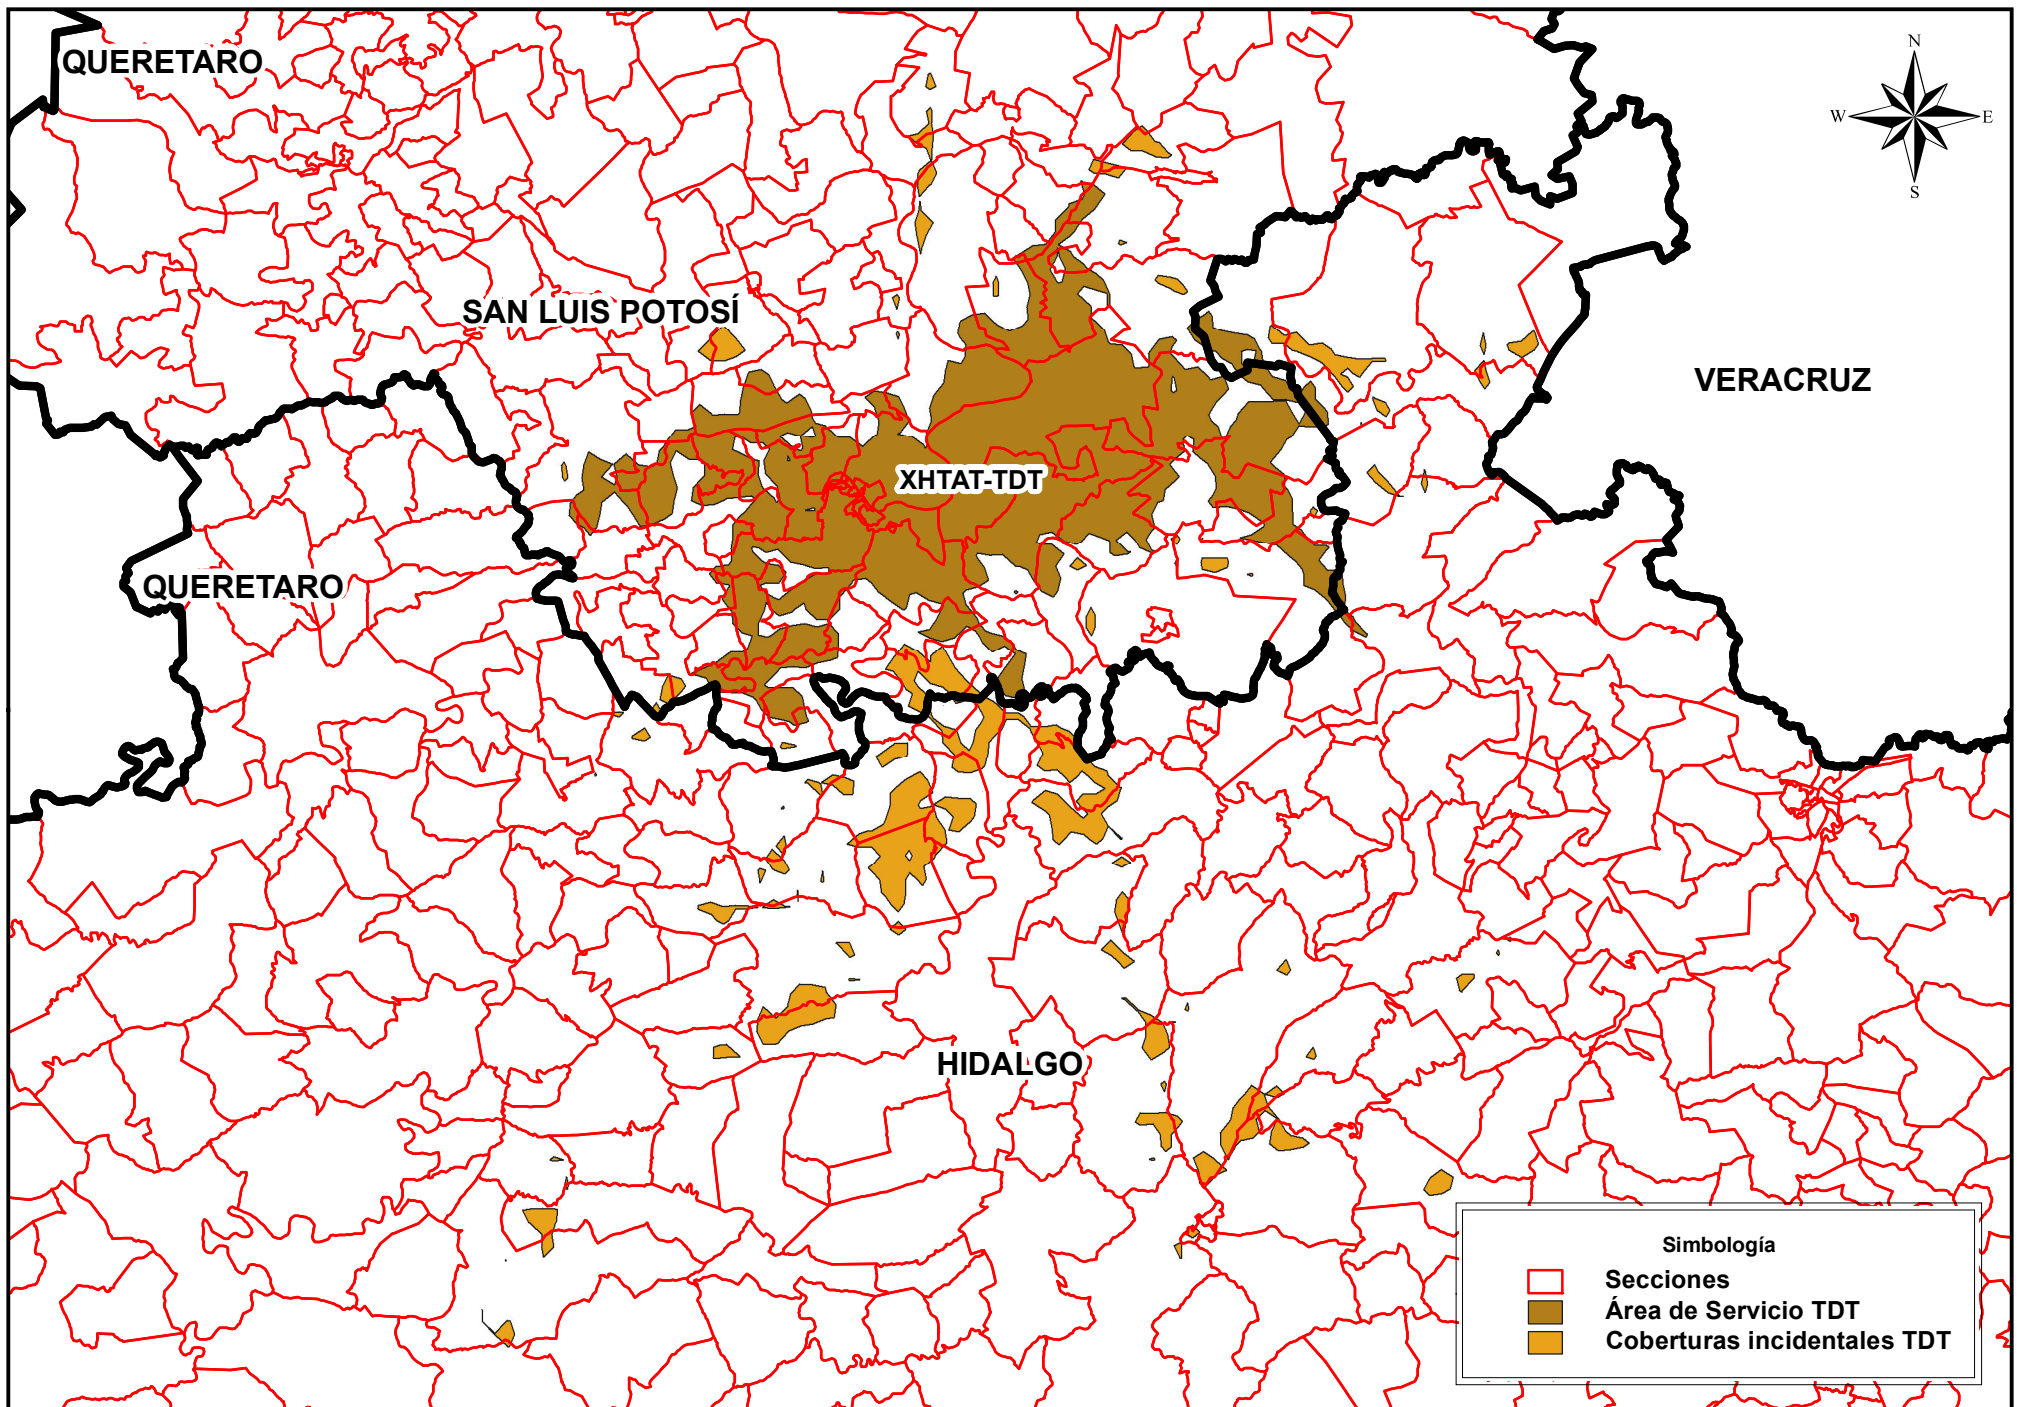 QUERETARO
N
W
E
S
SAN LUIS POTOSÍ
VERACRUZ
XHTAT-TDT
QUERETARO
HIDALGO
Simbología
Secciones
Área de Servicio TDT
Coberturas incidentales TDT